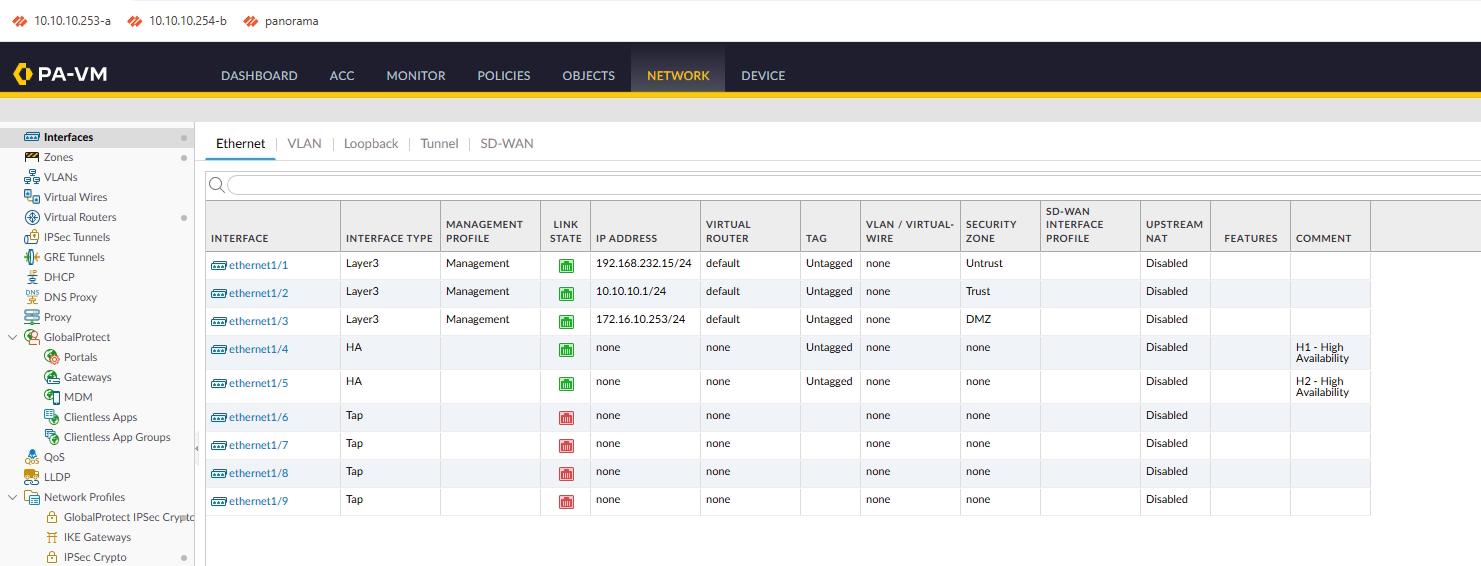 10.10.10.253-a 10.10.10.254-b panorama
PA-VM DASHBOARD ACC MONITOR POLICIES OBJECTS NETWORK DEVICE
Interfaces
Zones
VLANs
Virtual Wires
Virtual Routers
IPSec Tunnels
GRE Tunnels
DHCP
DNS Proxy
Proxy
GlobalProtect
Portals
Gateways
MDM
Clientless Apps
Clientless App Groups
QoS
LLDP
Network Profiles
GlobalProtect IPSec Crypto
IKE Gateways
IPSec Crypto
Ethernet VLAN Loopback Tunnel SD-WAN
INTERFACE INTERFACE TYPE MANAGEMENT PROFILE LINK STATE IP ADDRESS VIRTUAL ROUTER TAG VLAN / VIRTUAL-WIRE SECURITY ZONE SD-WAN INTERFACE PROFILE UPSTREAM NAT FEATURES COMMENT
ethernet1/1 Layer3 Management 192.168.232.15/24 default Untagged none Untrust Disabled
ethernet1/2 Layer3 Management 10.10.10.1/24 default Untagged none Trust Disabled
ethernet1/3 Layer3 Management 172.16.10.253/24 default Untagged none DMZ Disabled
ethernet1/4 HA none none Untagged none none Disabled H1 - High Availability
ethernet1/5 HA none none Untagged none none Disabled H2 - High Availability
ethernet1/6 Tap none none none none Disabled
ethernet1/7 Tap none none none none Disabled
ethernet1/8 Tap none none none none Disabled
ethernet1/9 Tap none none none none Disabled